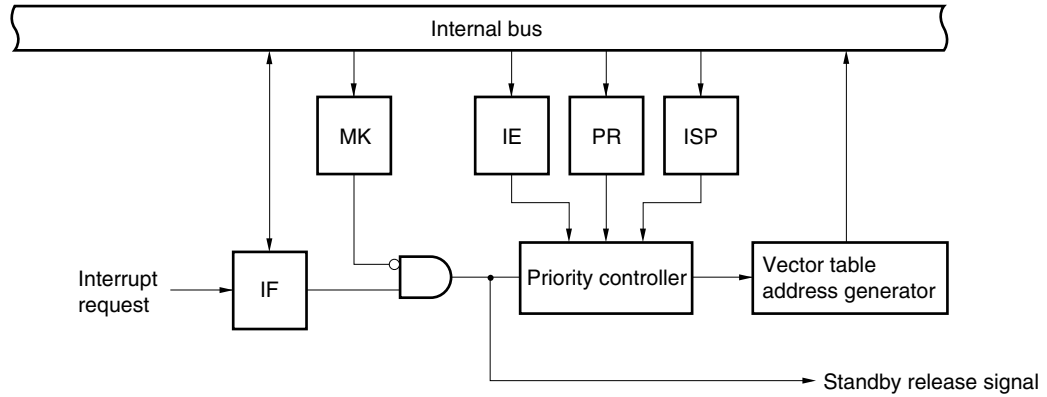 Internal bus
MK
IE
PR
ISP
Interrupt
request
IF
Priority controller
Vector table
address generator
Standby release signal